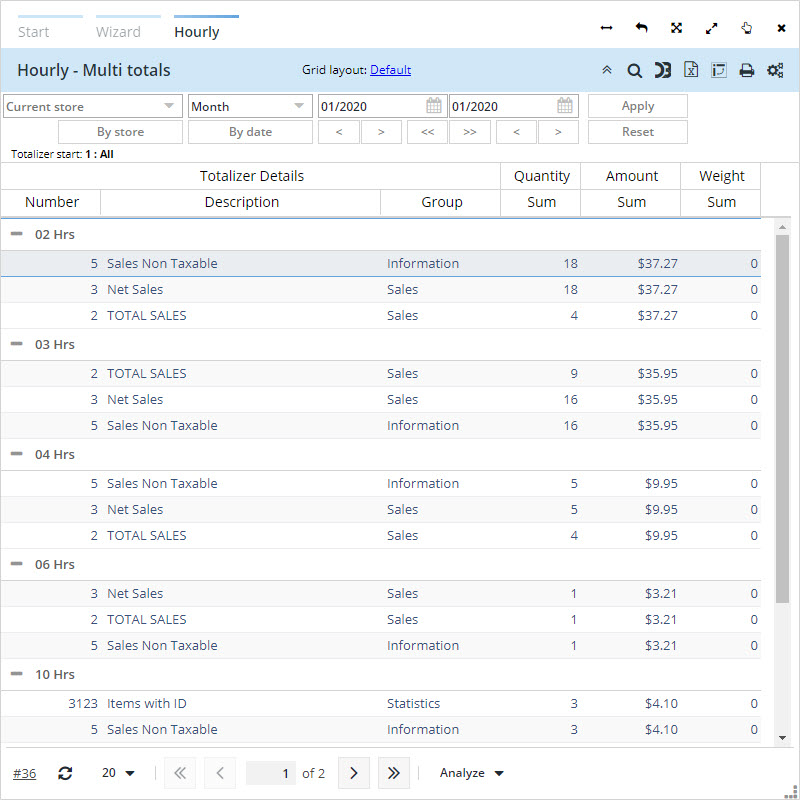 Start Wizard Hourly
Hourly - Multi totals Grid layout: Default
Current store Month 01/2020 01/2020 Apply
By store By date < > << >> < > Reset
Totalizer start: 1 : All
Totalizer Details Quantity Amount Weight
Number Description Group Sum Sum Sum
02 Hrs
5 Sales Non Taxable Information 18 $37.27 0
3 Net Sales Sales 18 $37.27 0
2 TOTAL SALES Sales 4 $37.27 0
03 Hrs
2 TOTAL SALES Sales 9 $35.95 0
3 Net Sales Sales 16 $35.95 0
5 Sales Non Taxable Information 16 $35.95 0
04 Hrs
5 Sales Non Taxable Information 5 $9.95 0
3 Net Sales Sales 5 $9.95 0
2 TOTAL SALES Sales 4 $9.95 0
06 Hrs
3 Net Sales Sales 1 $3.21 0
2 TOTAL SALES Sales 1 $3.21 0
5 Sales Non Taxable Information 1 $3.21 0
10 Hrs
3123 Items with ID Statistics 3 $4.10 0
5 Sales Non Taxable Information 3 $4.10 0
#36 20 1 of 2 Analyze